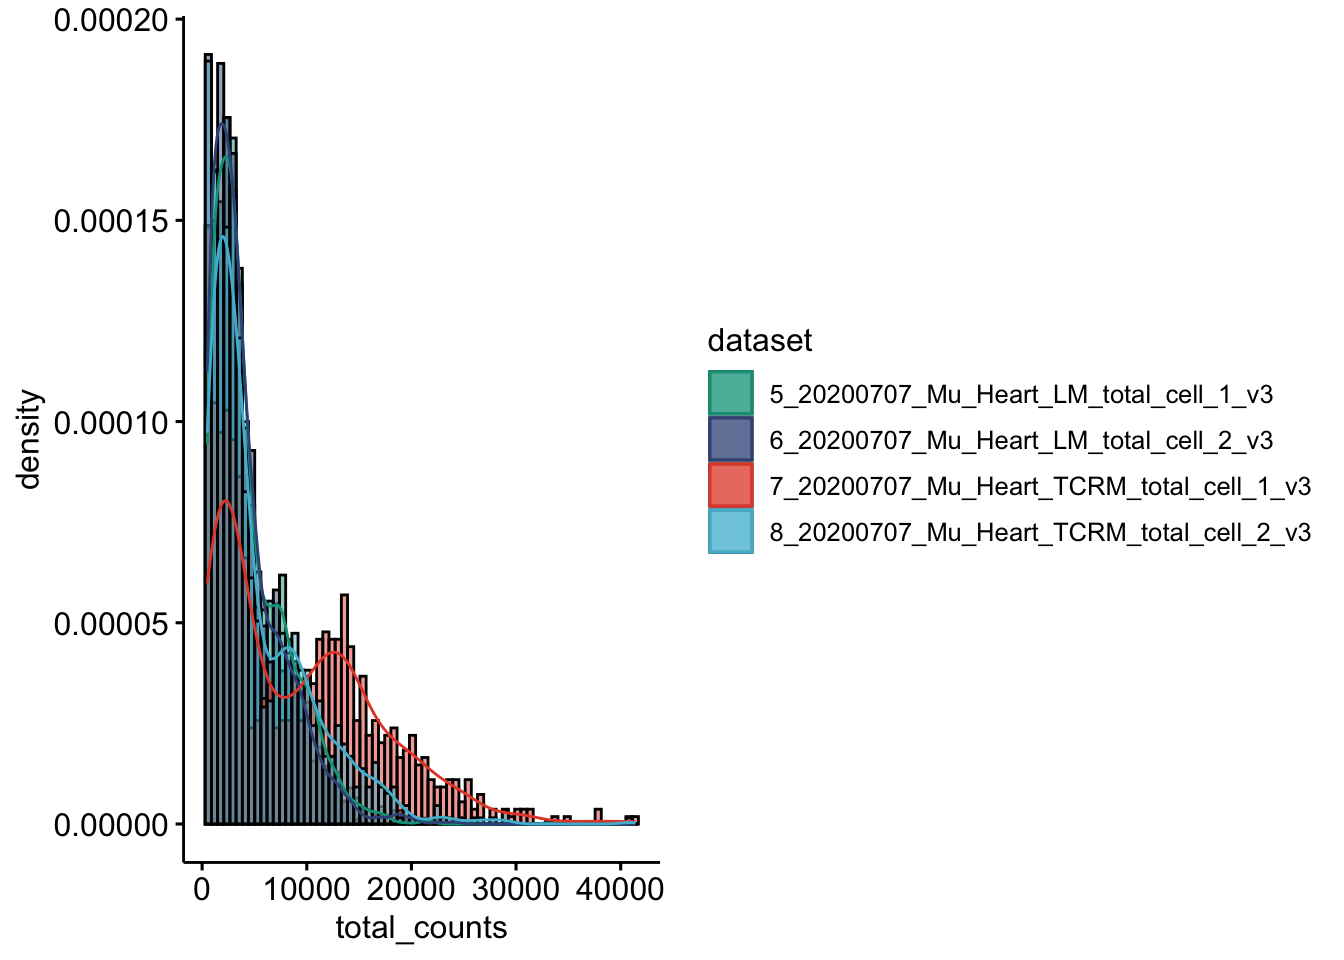 0.00020
0.00015
0.00010
0.00005
0.00000
density
0 10000 20000 30000 40000
total_counts
dataset
5_20200707_Mu_Heart_LM_total_cell_1_v3
6_20200707_Mu_Heart_LM_total_cell_2_v3
7_20200707_Mu_Heart_TCRM_total_cell_1_v3
8_20200707_Mu_Heart_TCRM_total_cell_2_v3